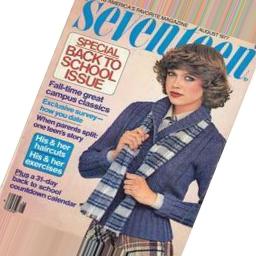 AMERICA'S FAVORITE MAGAZINE
AUGUST 1977
seventeen
SPECIAL
BACK TO
SCHOOL
ISSUE
Fall-time great
campus classics
Exclusive survey—
how you date
When parents split:
one teen's story
His & her
haircuts
His & her
exercises
Plus a 31-day
back to school
countdown calendar